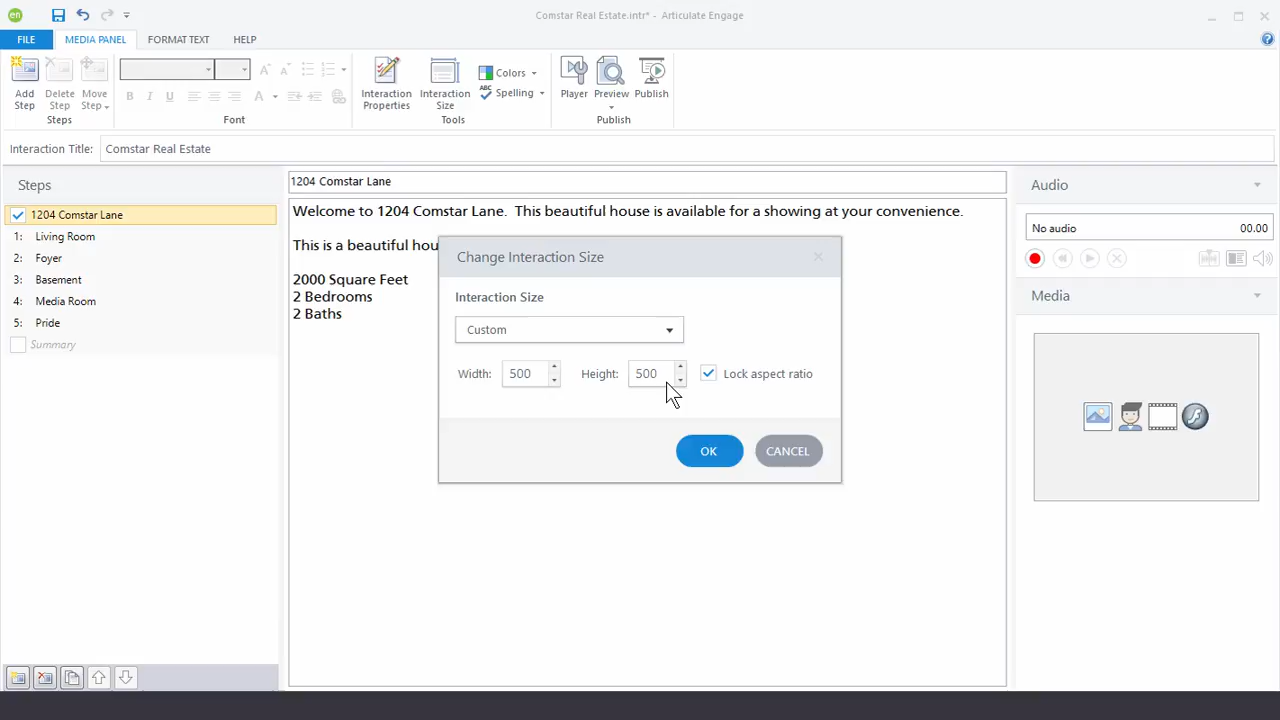 en
Comstar Real Estate.intr* - Articulate Engage
FILE MEDIA PANEL FORMAT TEXT HELP
Add Step
Delete Step
Move Step
Steps
A A
B I U A
Font
Interaction Properties
Interaction Size
Colors
ABC Spelling
Tools
Player
Preview
Publish
Publish
Interaction Title: Comstar Real Estate
Steps
1204 Comstar Lane
1: Living Room
2: Foyer
3: Basement
4: Media Room
5: Pride
Summary
1204 Comstar Lane
Welcome to 1204 Comstar Lane. This beautiful house is available for a showing at your convenience.
This is a beautiful hou
2000 Square Feet
2 Bedrooms
2 Baths
Change Interaction Size
Interaction Size
Custom
Width: 500 Height: 500 Lock aspect ratio
OK CANCEL
Audio
No audio 00.00
Media